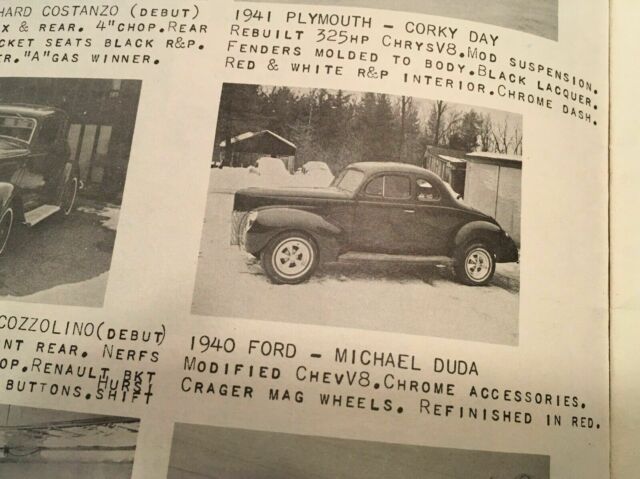 HARD COSTANZO (DEBUT)
X & REAR. 4"CHOP. REAR
CKET SEATS BLACK R&P.
R."A"GAS WINNER.
1941 PLYMOUTH - CORKY DAY
REBUILT 325HP CHRYSV8. MOD SUSPENSION.
FENDERS MOLDED TO BODY. BLACK LACQUER.
RED & WHITE R&P INTERIOR. CHROME DASH.
COZZOLINO(DEBUT)
NT REAR. NERFS
OP. RENAULT BKT
HURST
BUTTONS. SHIFT
1940 FORD - MICHAEL DUDA
MODIFIED CHEVV8. CHROME ACCESSORIES.
CRAGER MAG WHEELS. REFINISHED IN RED.